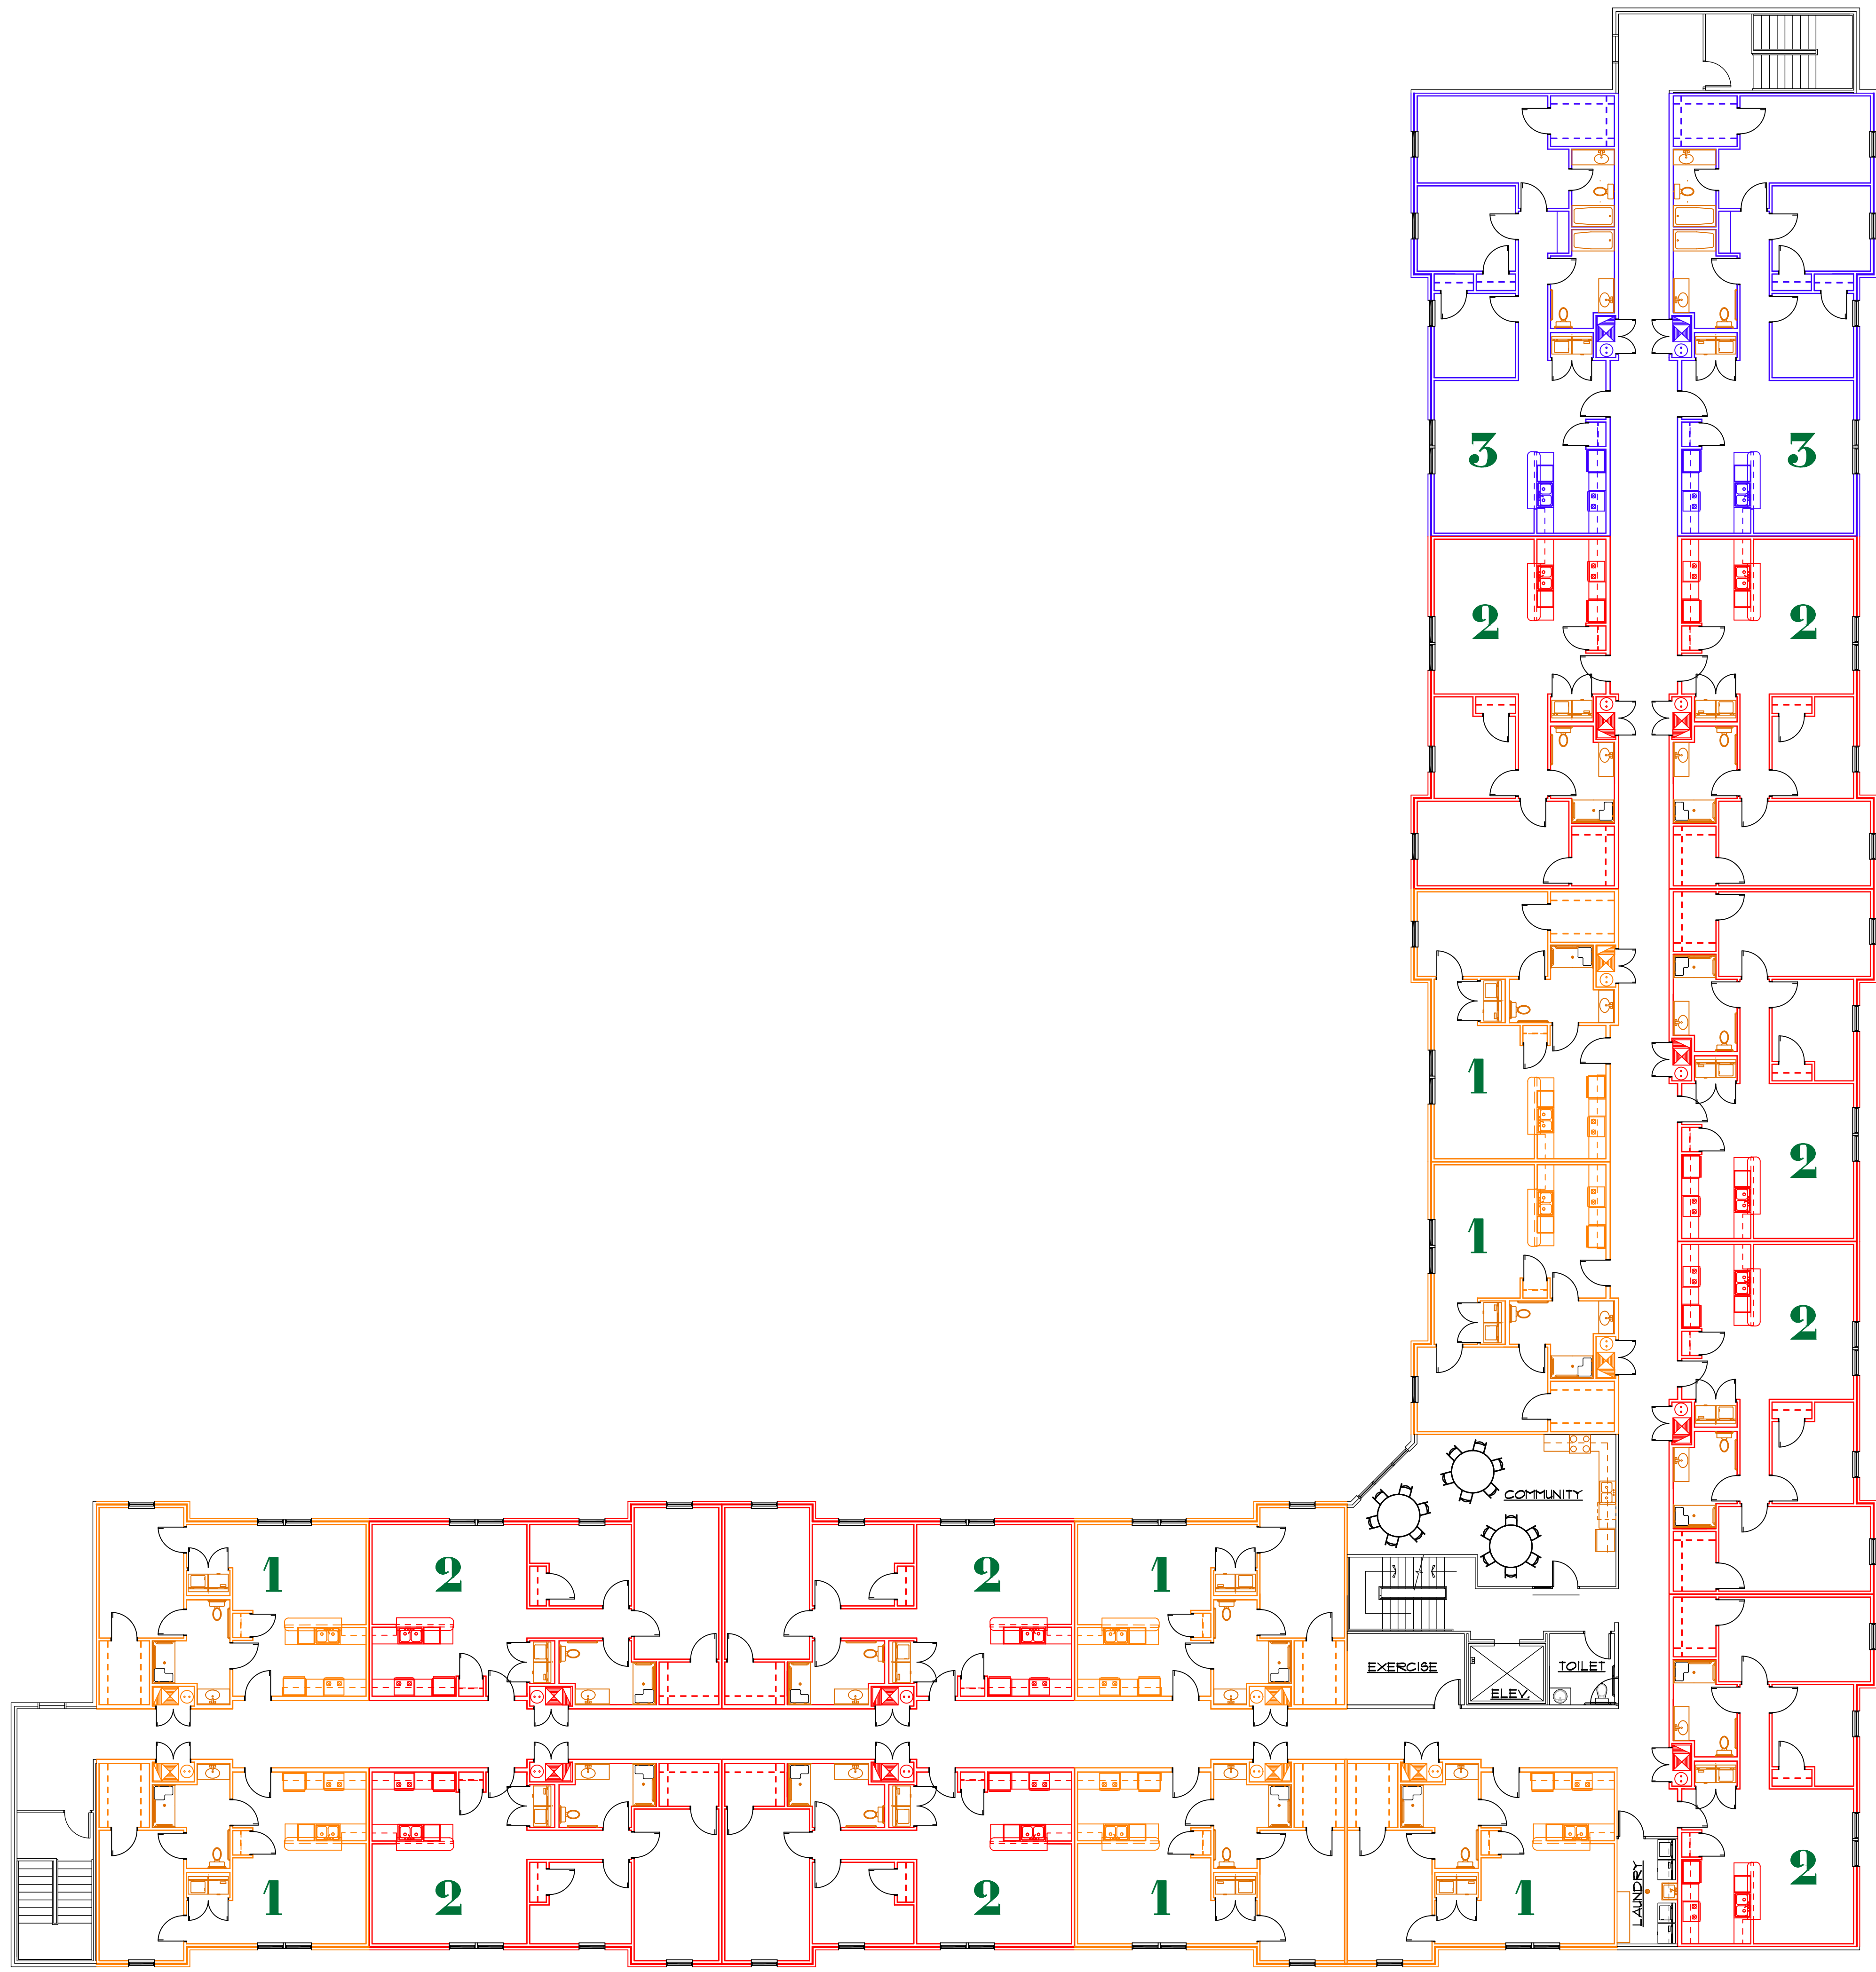 3 3
2 2
1
2
1
2
COMMUNITY
1 2 2 1
EXERCISE
TOILET
ELEV.
1 2 2 1 1
LAUNDRY
2